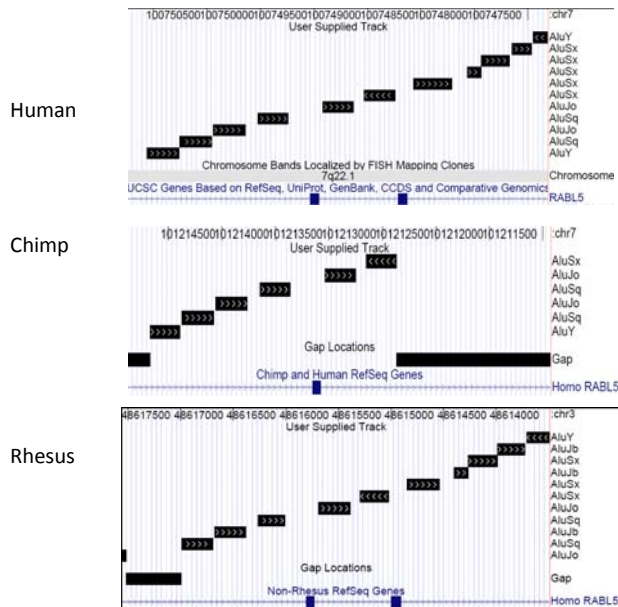 :chr7
User Supplied Track
AluY
AluSx
AluSx
AluSx
AluSx
AluSx
AluJo
AluSq
AluJo
AluSq
AluY
Human
Chromosome Bands Localized by FISH Mapping Clones
7q22.1 Chromosome
UCSC Genes Based on RefSeq, UniProt, GenBank, CCDS and Comparative Genomics
RABL5
Chimp
:chr7
User Supplied Track
AluSx
AluJo
AluSq
AluJo
AluSq
AluY
Gap Locations
Gap
Chimp and Human RefSeq Genes
Homo RABL5
Rhesus
48617500 48617000 48616500 48616000 48615500 48615000 48614500 48614000 :chr3
User Supplied Track
AluY
AluJb
AluSx
AluJb
AluSx
AluSx
AluJo
AluSq
AluJb
AluSq
AluJo
Gap Locations
Gap
Non-Rhesus RefSeq Genes
Homo RABL5